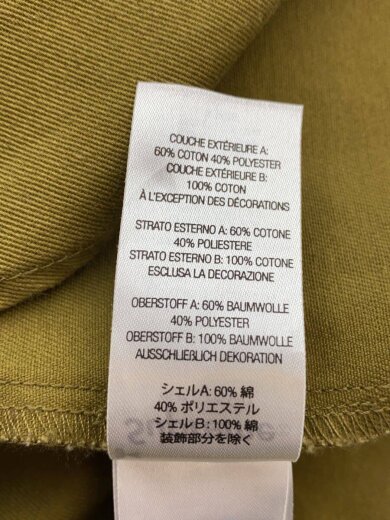 COUCHE EXTÉRIEURE A:
60% COTON 40% POLYESTER
COUCHE EXTÉRIEURE B:
100% COTON
À L'EXCEPTION DES DÉCORATIONS
STRATO ESTERNO A: 60% COTONE
40% POLIESTERE
STRATO ESTERNO B: 100% COTONE
ESCLUSA LA DECORAZIONE
OBERSTOFF A: 60% BAUMWOLLE
40% POLYESTER
OBERSTOFF B: 100% BAUMWOLLE
AUSSCHLIEẞLICH DEKORATION
シェルA: 60% 綿
40% ポリエステル
シェル B : 100% 綿
装飾部分を除く